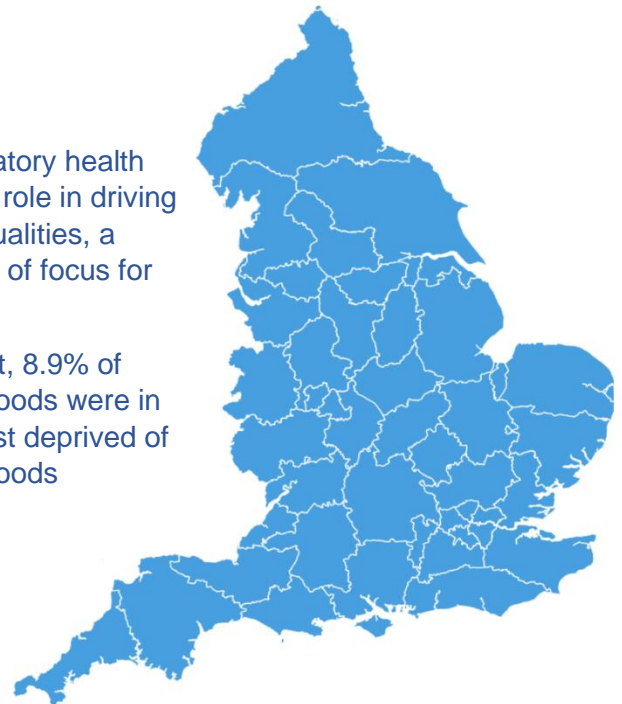 atory health
role in driving
ualities, a
of focus for
t, 8.9% of
oods were in
st deprived of
oods